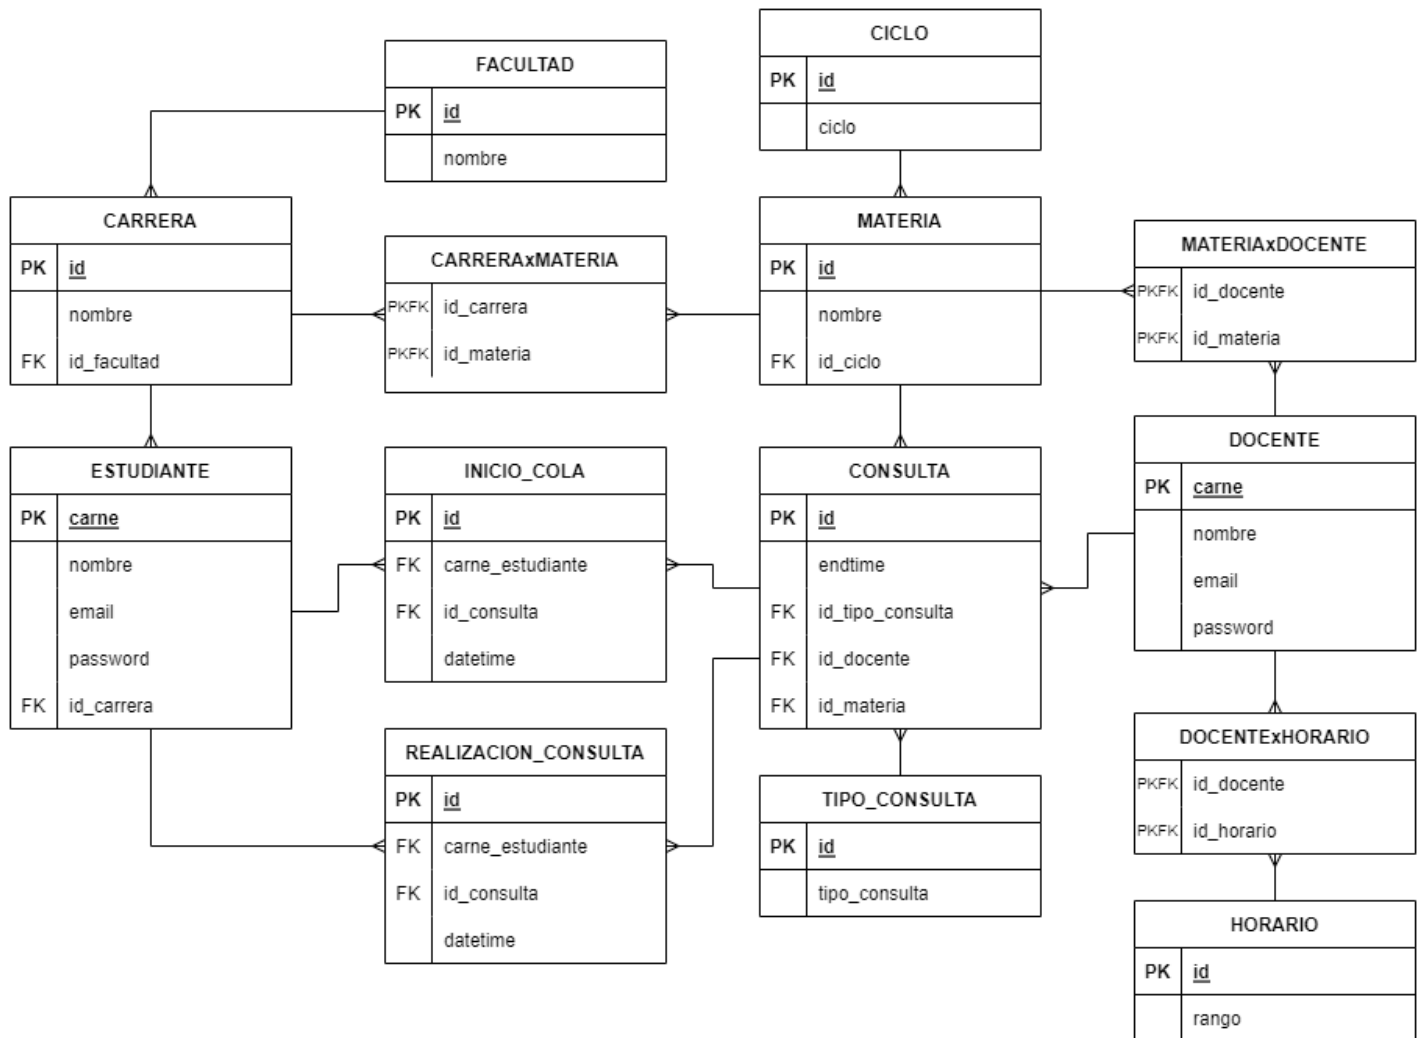 FACULTAD
PK id
nombre
CICLO
PK id
ciclo
CARRERA
PK id
nombre
FK id_facultad
CARRERAxMATERIA
PKFK id_carrera
PKFK id_materia
MATERIA
PK id
nombre
FK id_ciclo
MATERIAxDOCENTE
PKFK id_docente
PKFK id_materia
ESTUDIANTE
PK carne
nombre
email
password
FK id_carrera
INICIO_COLA
PK id
FK carne_estudiante
FK id_consulta
datetime
CONSULTA
PK id
endtime
FK id_tipo_consulta
FK id_docente
FK id_materia
DOCENTE
PK carne
nombre
email
password
REALIZACION_CONSULTA
PK id
FK carne_estudiante
FK id_consulta
datetime
TIPO_CONSULTA
PK id
tipo_consulta
DOCENTExHORARIO
PKFK id_docente
PKFK id_horario
HORARIO
PK id
rango